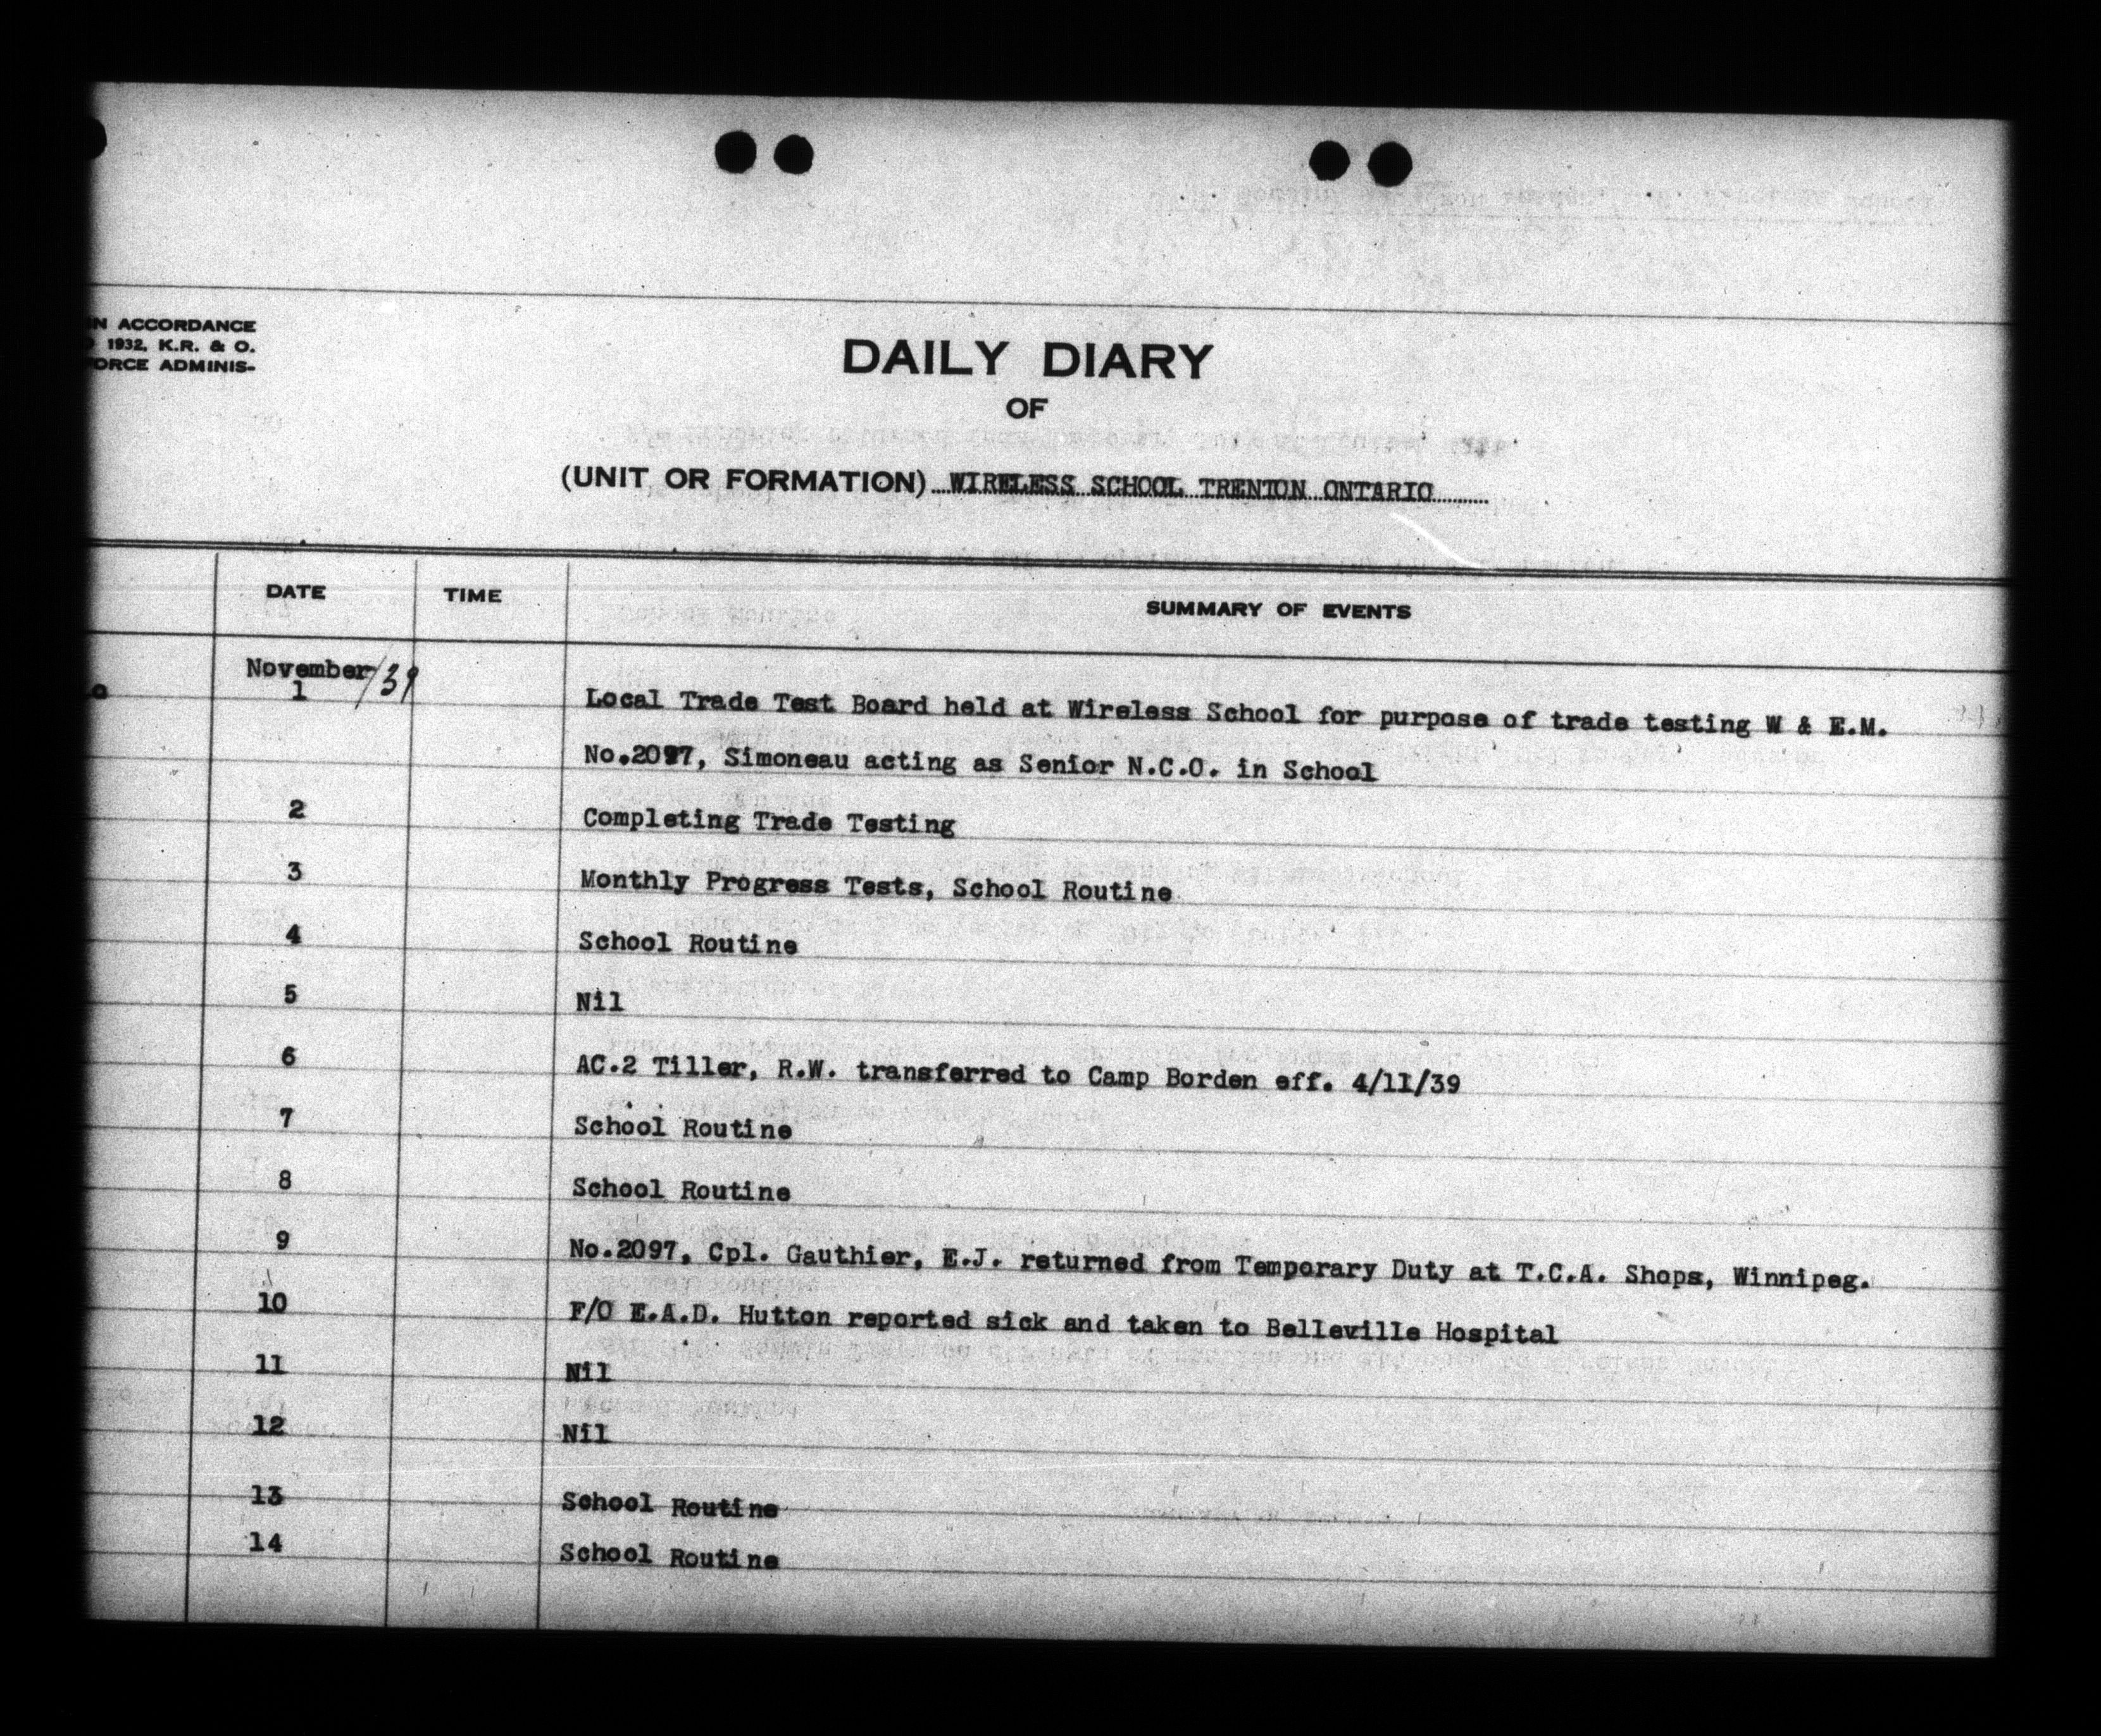 IN ACCORDANCE
1932, K.R. & O.
FORCE ADMINIS-
DAILY DIARY
OF
(UNIT OR FORMATION) WIRELESS SCHOOL TRENTON ONTARIO
DATE TIME SUMMARY OF EVENTS
November/39
1 Local Trade Test Board held at Wireless School for purpose of trade testing W & E.M.
No.2097, Simoneau acting as Senior N.C.O. in School
2 Completing Trade Testing
3 Monthly Progress Tests, School Routine
4 School Routine
5 Nil
6 AC.2 Tiller, R.W. transferred to Camp Borden eff. 4/11/39
7 School Routine
8 School Routine
9 No.2097, Cpl. Gauthier, E.J. returned from Temporary Duty at T.C.A. Shops, Winnipeg.
10 F/O E.A.D. Hutton reported sick and taken to Belleville Hospital
11 Nil
12 Nil
13 School Routine
14 School Routine